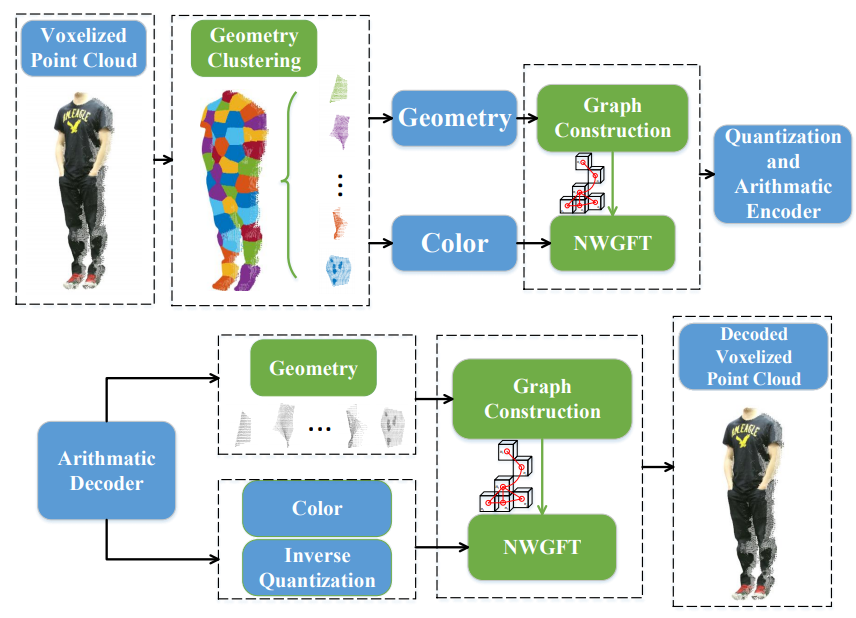 Voxelized
Point Cloud
Geometry
Clustering
Geometry
Color
Graph
Construction
NWGFT
Quantization
and
Arithmatic
Encoder
Arithmatic
Decoder
Geometry
Color
Inverse
Quantization
Graph
Construction
NWGFT
Decoded
Voxelized
Point Cloud